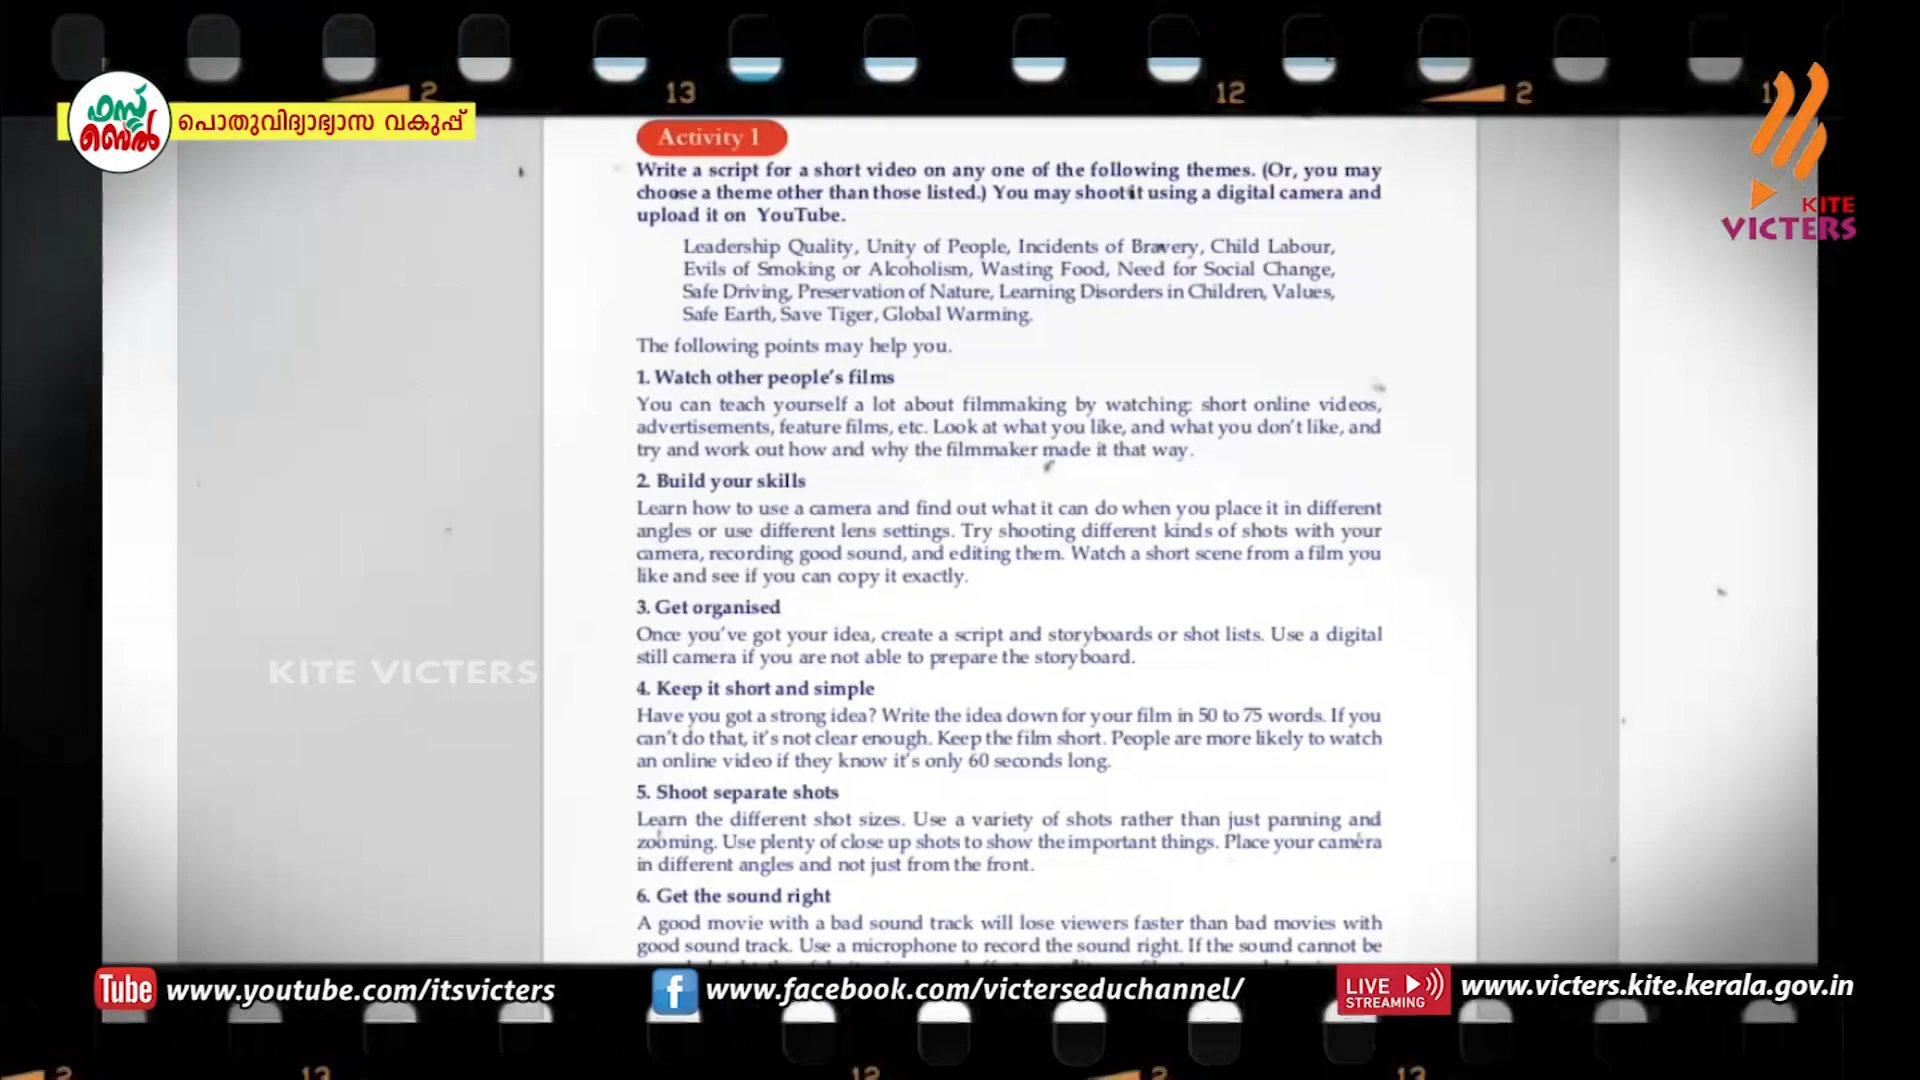 2
13
12
2
ഫസ്റ്റ്
ബെൽ
പൊതുവിദ്യാഭ്യാസ വകുപ്പ്
KITE
VICTERS
Activity 1
Write a script for a short video on any one of the following themes. (Or, you may
choose a theme other than those listed.) You may shoot it using a digital camera and
upload it on YouTube.
Leadership Quality, Unity of People, Incidents of Bravery, Child Labour,
Evils of Smoking or Alcoholism, Wasting Food, Need for Social Change,
Safe Driving, Preservation of Nature, Learning Disorders in Children, Values,
Safe Earth, Save Tiger, Global Warming.
The following points may help you.
1. Watch other people's films
You can teach yourself a lot about filmmaking by watching: short online videos,
advertisements, feature films, etc. Look at what you like, and what you don't like, and
try and work out how and why the filmmaker made it that way.
2. Build your skills
Learn how to use a camera and find out what it can do when you place it in different
angles or use different lens settings. Try shooting different kinds of shots with your
camera, recording good sound, and editing them. Watch a short scene from a film you
like and see if you can copy it exactly.
3. Get organised
Once you've got your idea, create a script and storyboards or shot lists. Use a digital
still camera if you are not able to prepare the storyboard.
KITE VICTERS
4. Keep it short and simple
Have you got a strong idea? Write the idea down for your film in 50 to 75 words. If you
can't do that, it's not clear enough. Keep the film short. People are more likely to watch
an online video if they know it's only 60 seconds long.
5. Shoot separate shots
Learn the different shot sizes. Use a variety of shots rather than just panning and
zooming. Use plenty of close up shots to show the important things. Place your camera
in different angles and not just from the front.
6. Get the sound right
A good movie with a bad sound track will lose viewers faster than bad movies with
good sound track. Use a microphone to record the sound right. If the sound cannot be
Tube www.youtube.com/itsvicters
f www.facebook.com/victerseduchannel/
LIVE
STREAMING
www.victers.kite.kerala.gov.in
2
13
12
2
13